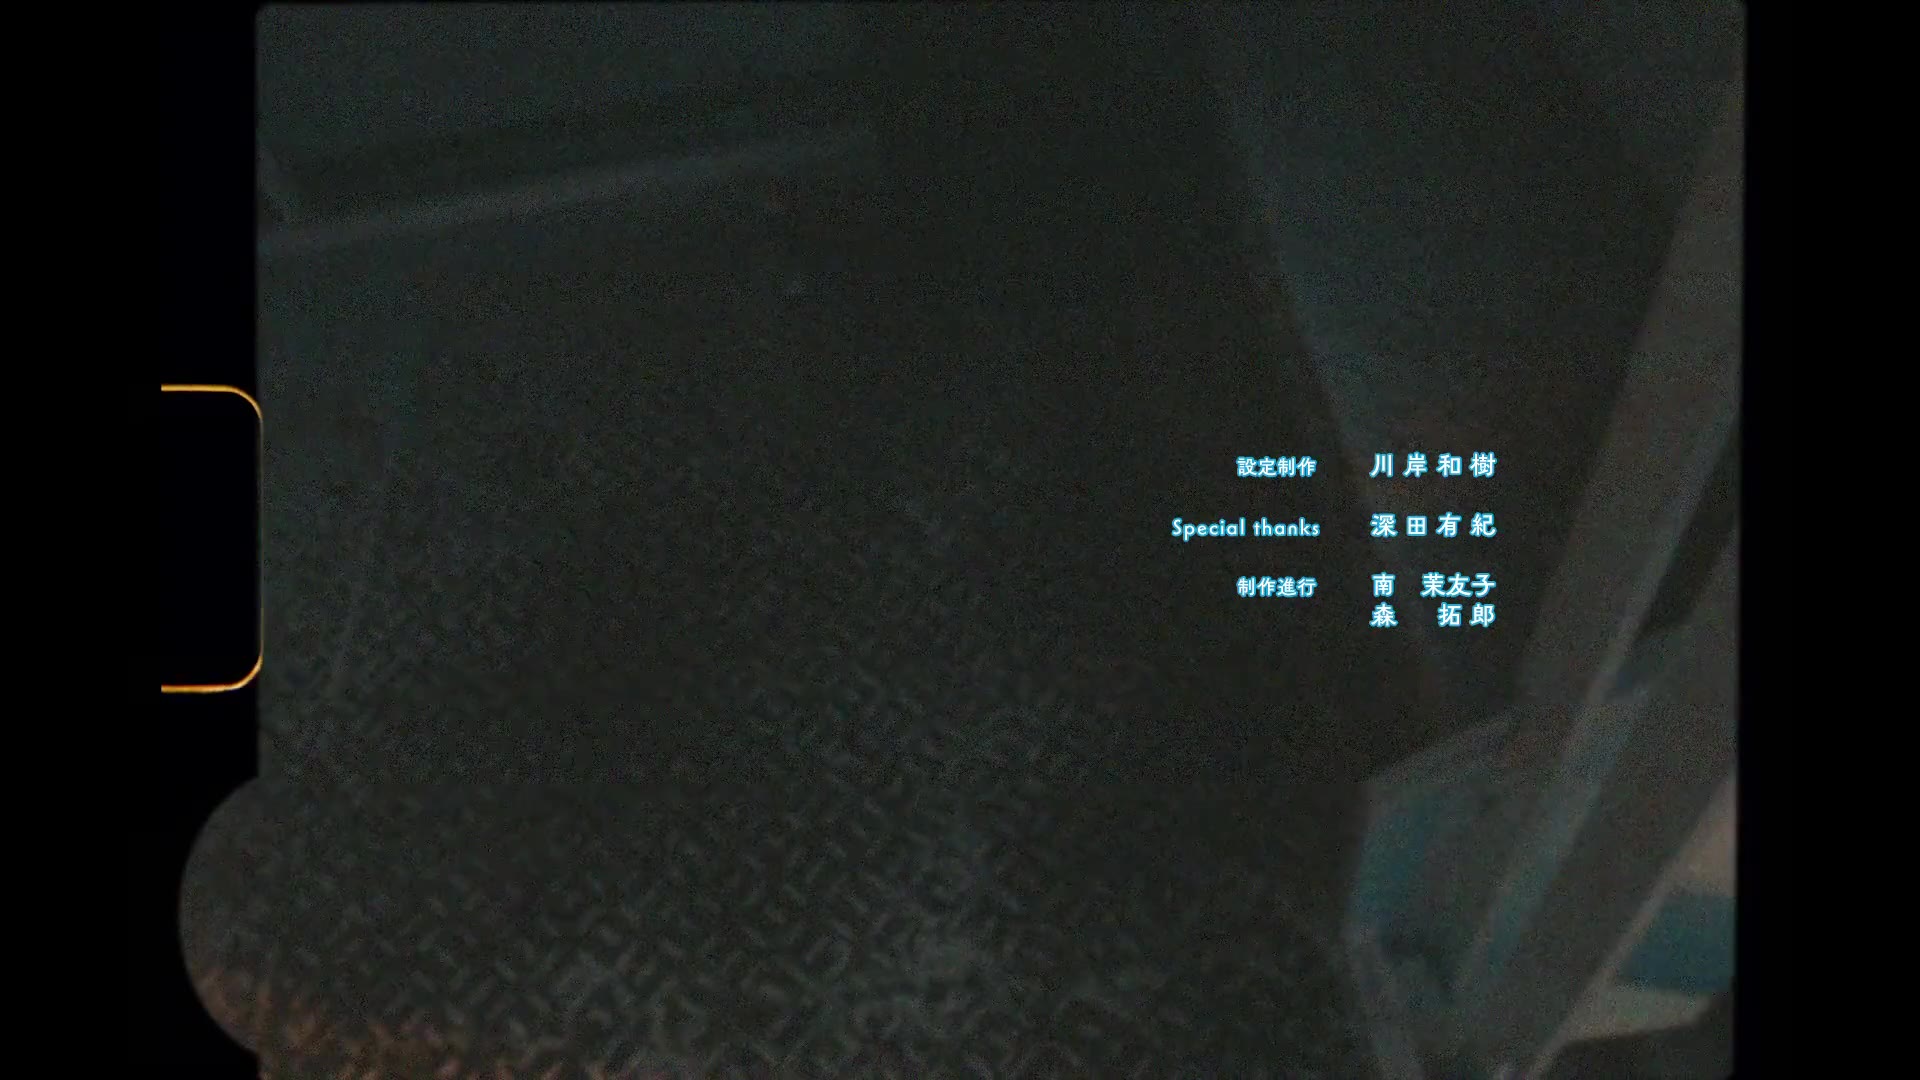 設定制作 川岸和樹
Special thanks 深田有紀
制作進行 南 茉友子
森 拓郎